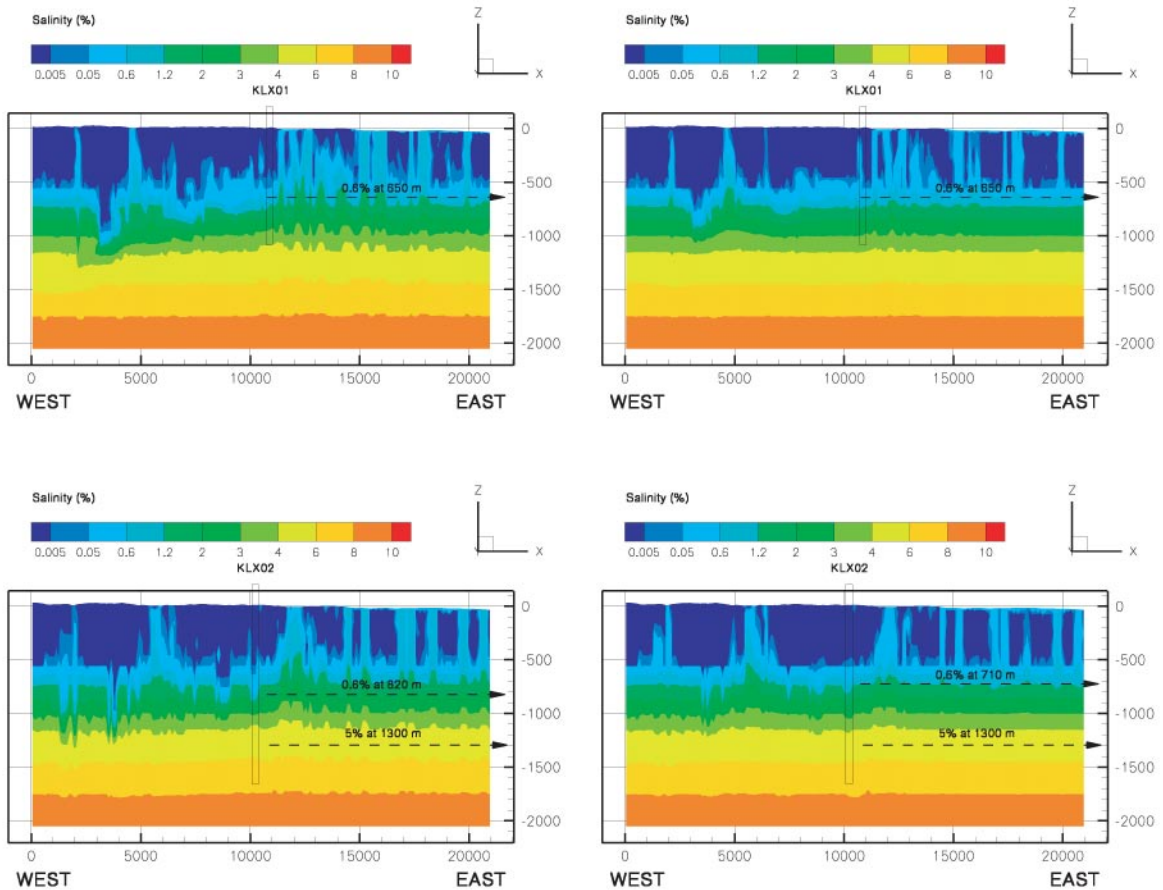 Salinity (%)
0.005 0.05 0.6 1.2 2 3 4 6 8 10
Z
Y X
KLX01
0.6% at 650 m
0
-500
-1000
-1500
-2000
0 5000 10000 15000 20000
WEST EAST
Salinity (%)
0.005 0.05 0.6 1.2 2 3 4 6 8 10
Z
Y X
KLX01
0.6% at 650 m
0
-500
-1000
-1500
-2000
0 5000 10000 15000 20000
WEST EAST
Salinity (%)
0.005 0.05 0.6 1.2 2 3 4 6 8 10
Z
Y X
KLX02
0.6% at 820 m
5% at 1300 m
0
-500
-1000
-1500
-2000
0 5000 10000 15000 20000
WEST EAST
Salinity (%)
0.005 0.05 0.6 1.2 2 3 4 6 8 10
Z
Y X
KLX02
0.6% at 710 m
5% at 1300 m
0
-500
-1000
-1500
-2000
0 5000 10000 15000 20000
WEST EAST